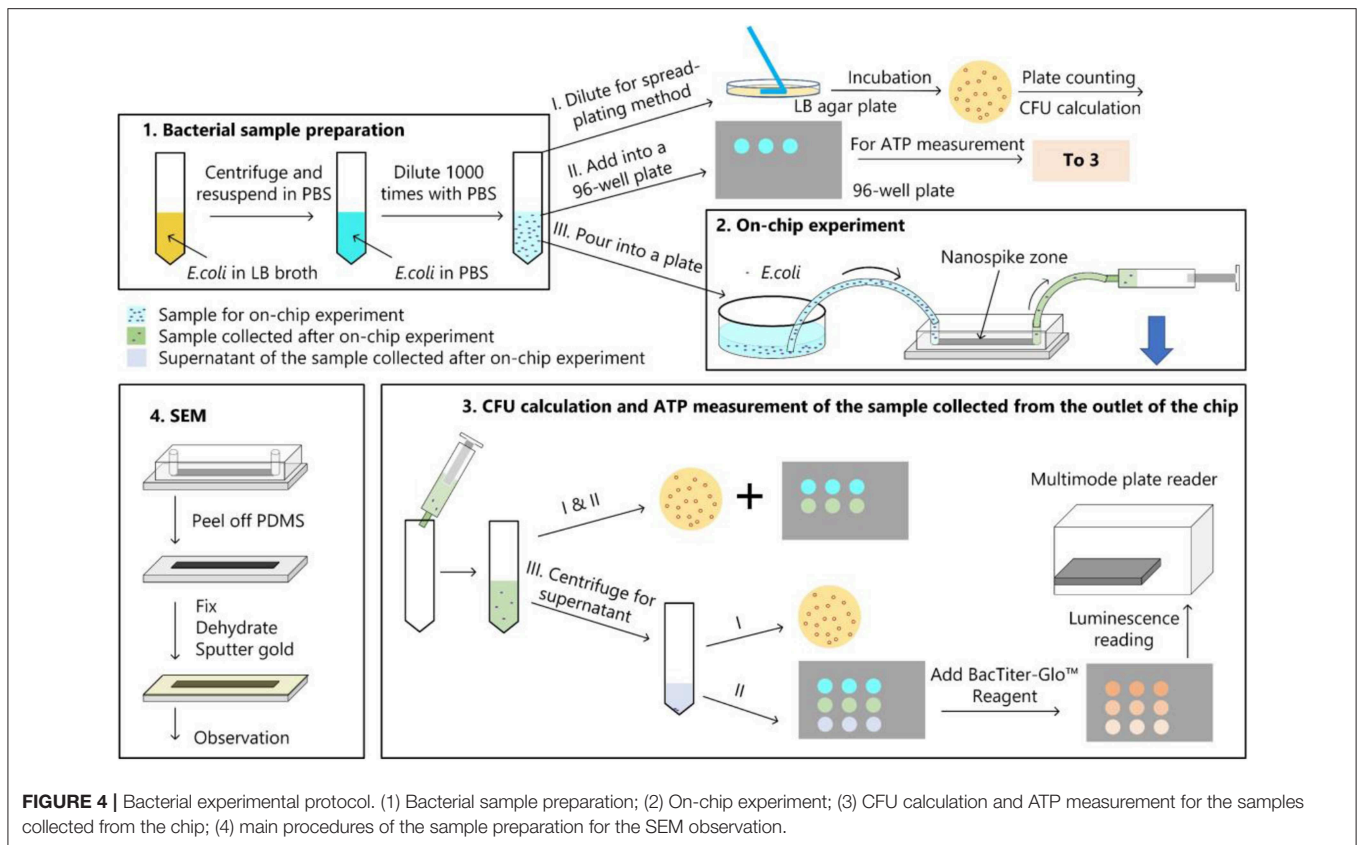 1. Bacterial sample preparation
Centrifuge and
resuspend in PBS
Dilute 1000
times with PBS
E.coli in LB broth
E.coli in PBS
I. Dilute for spread-
plating method
LB agar plate
Incubation
Plate counting
CFU calculation
II. Add into a
96-well plate
For ATP measurement
To 3
96-well plate
III. Pour into a plate
2. On-chip experiment
E.coli
Nanospike zone
Sample for on-chip experiment
Sample collected after on-chip experiment
Supernatant of the sample collected after on-chip experiment
4. SEM
Peel off PDMS
Fix
Dehydrate
Sputter gold
Observation
3. CFU calculation and ATP measurement of the sample collected from the outlet of the chip
I & II
+
III. Centrifuge for
supernatant
I
II
Add BacTiter-Glo™
Reagent
Luminescence
reading
Multimode plate reader
FIGURE 4 | Bacterial experimental protocol. (1) Bacterial sample preparation; (2) On-chip experiment; (3) CFU calculation and ATP measurement for the samples
collected from the chip; (4) main procedures of the sample preparation for the SEM observation.